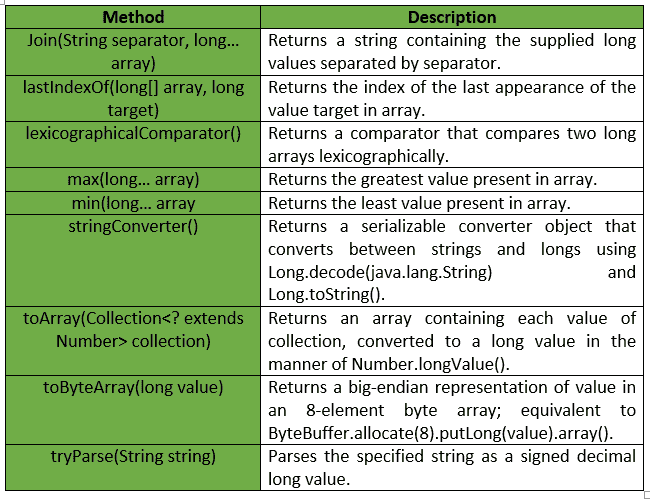 Method Description
Join(String separator, long… Returns a string containing the supplied long
array) values separated by separator.
lastIndexOf(long[] array, long Returns the index of the last appearance of the
target) value target in array.
lexicographicalComparator() Returns a comparator that compares two long
arrays lexicographically.
max(long… array) Returns the greatest value present in array.
min(long… array Returns the least value present in array.
stringConverter() Returns a serializable converter object that
converts between strings and longs using
Long.decode(java.lang.String) and
Long.toString().
toArray(Collection<? extends Returns an array containing each value of
Number> collection) collection, converted to a long value in the
manner of Number.longValue().
toByteArray(long value) Returns a big-endian representation of value in
an 8-element byte array; equivalent to
ByteBuffer.allocate(8).putLong(value).array().
tryParse(String string) Parses the specified string as a signed decimal
long value.